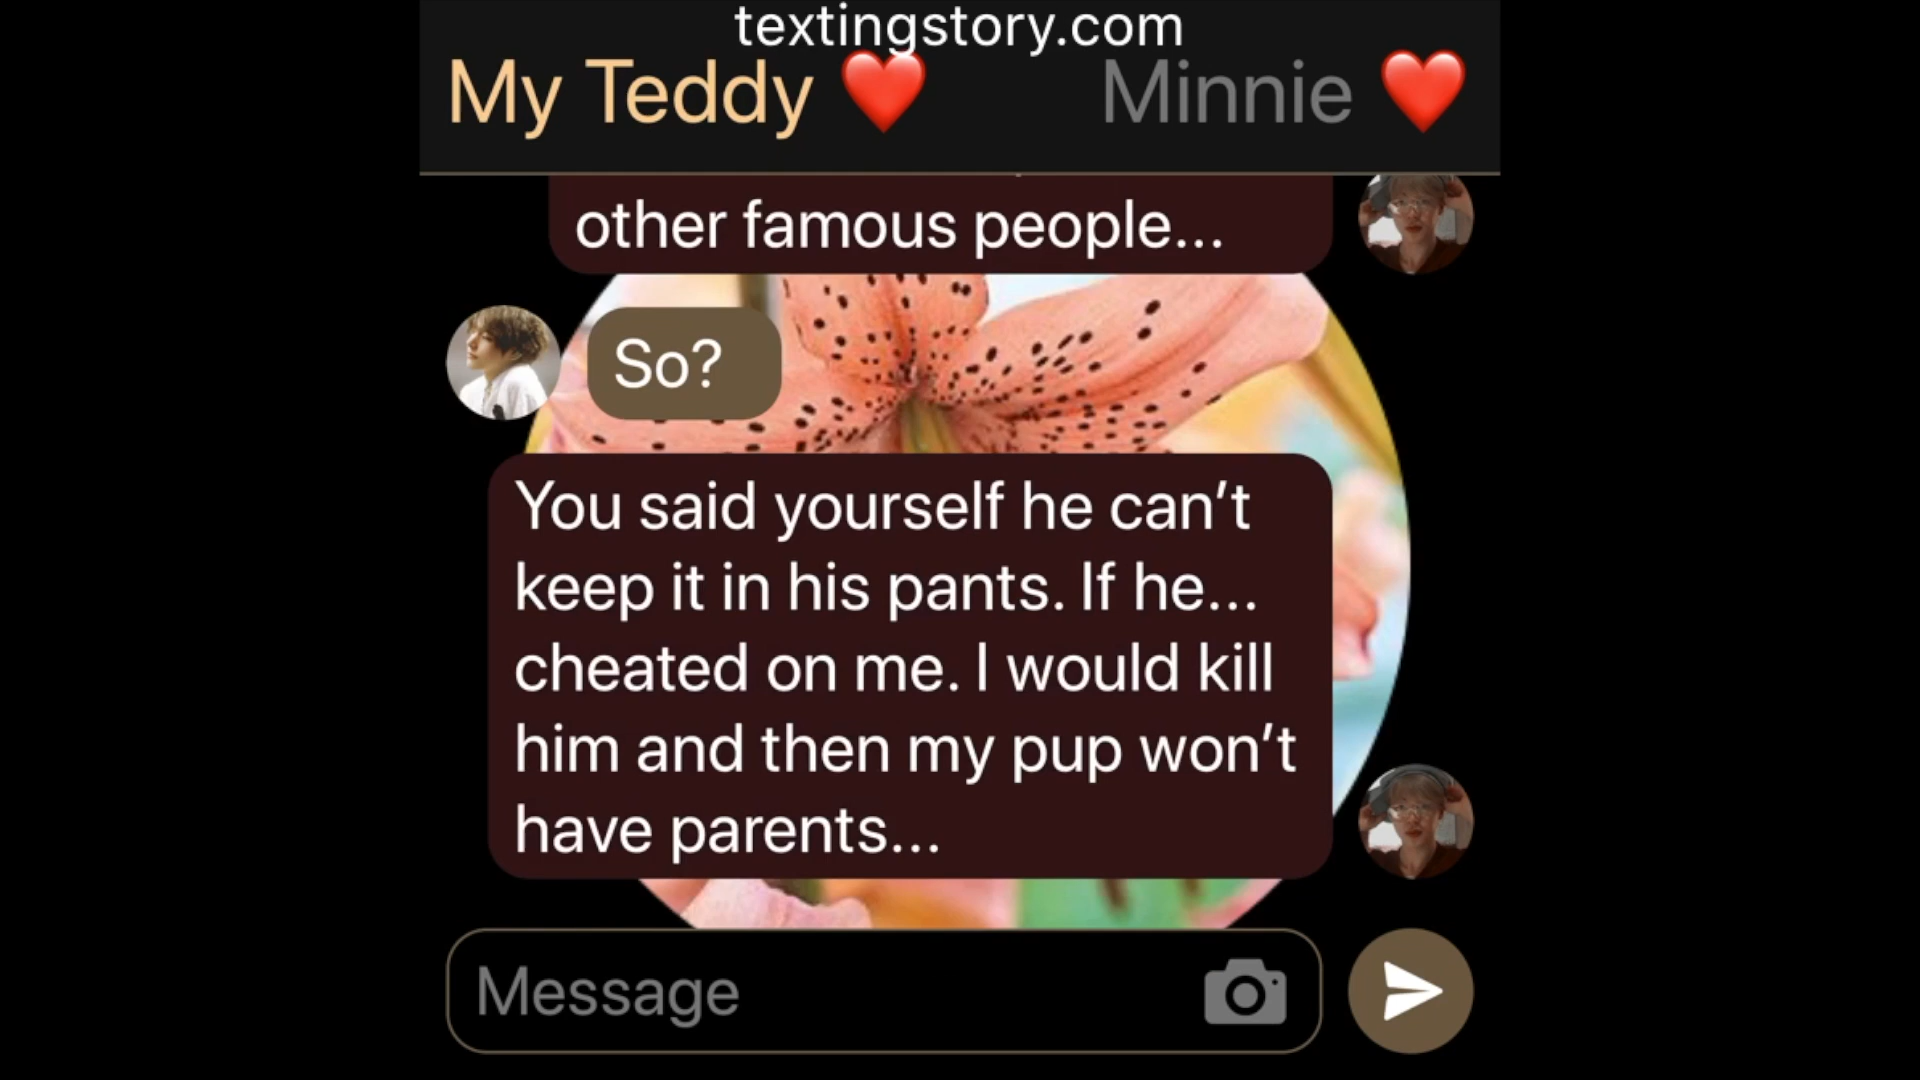 textingstory.com
My Teddy ❤️ Minnie ❤️
other famous people...
So?
You said yourself he can’t
keep it in his pants. If he...
cheated on me. I would kill
him and then my pup won’t
have parents...
Message